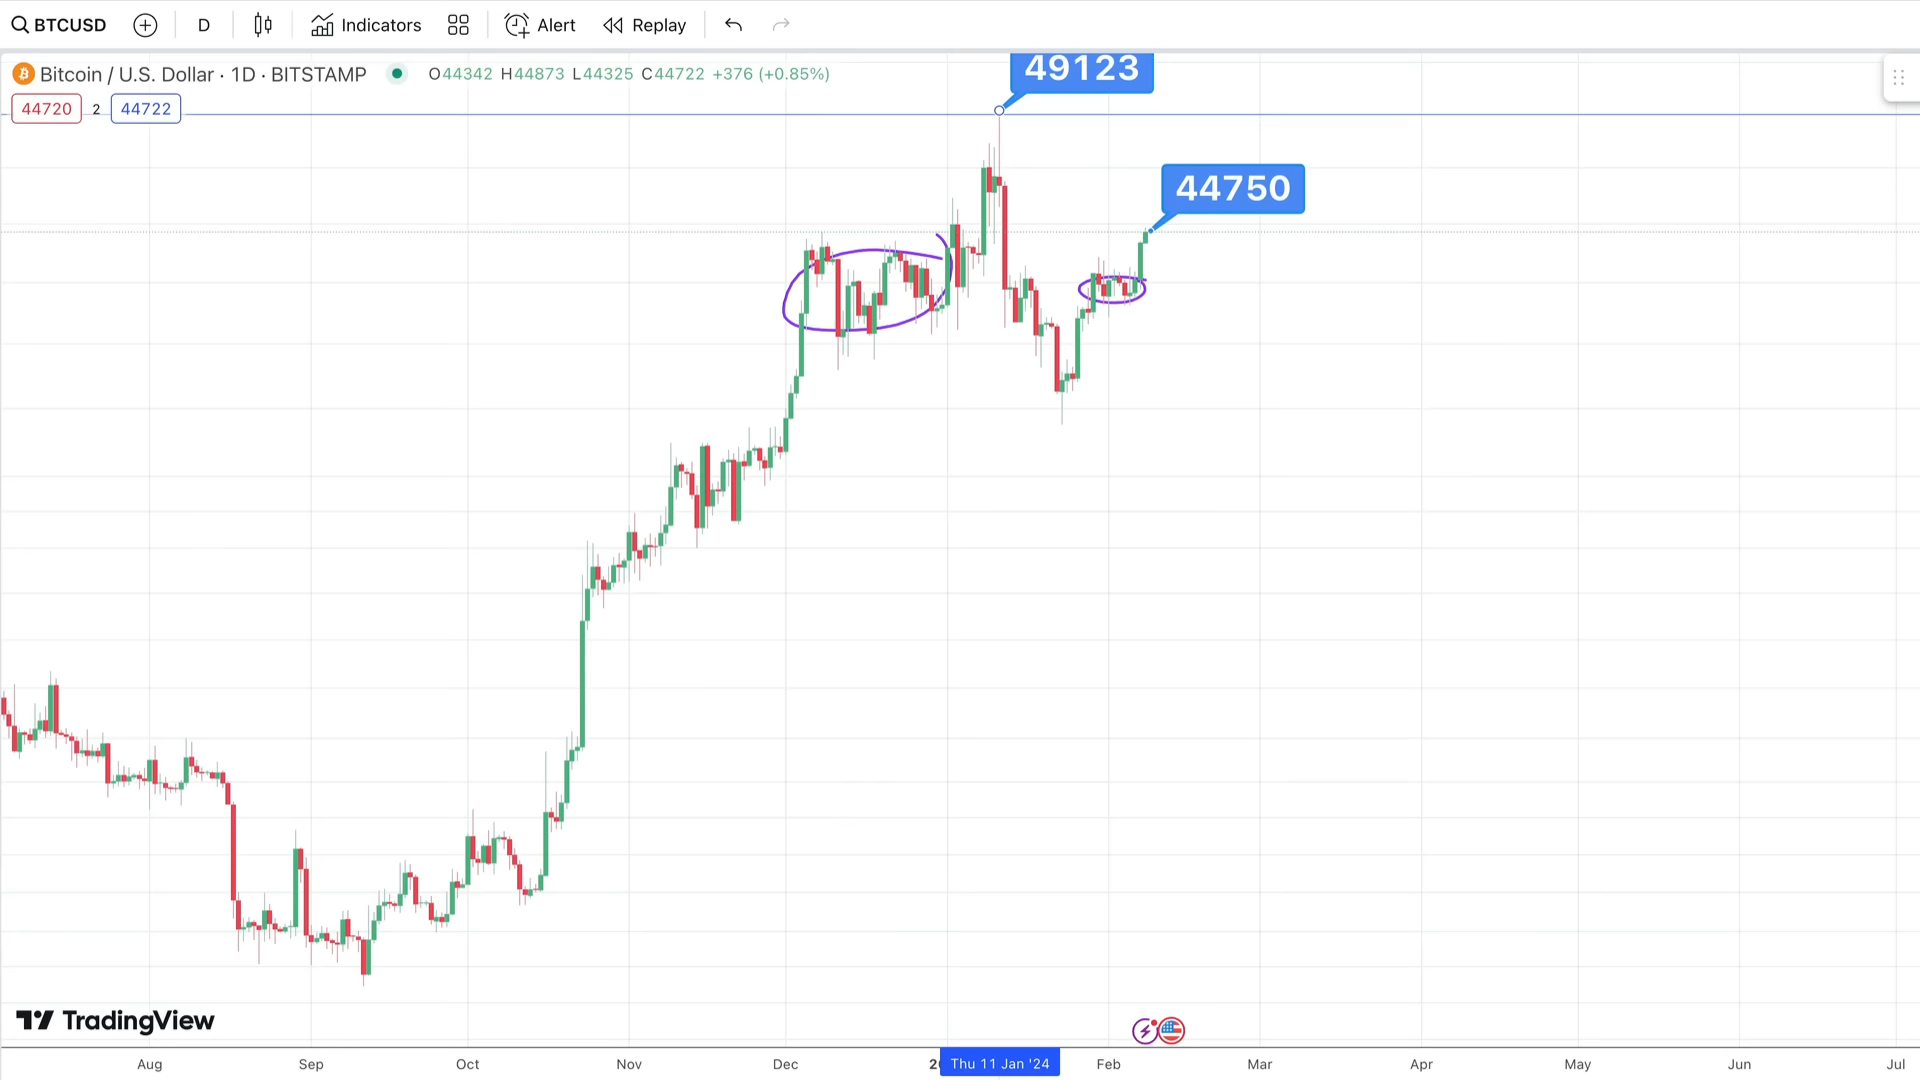 BTCUSD D Indicators Alert Replay
Bitcoin / U.S. Dollar · 1D · BITSTAMP O44342 H44873 L44325 C44722 +376 (+0.85%)
44720 2 44722
49123
44750
TradingView
Aug Sep Oct Nov Dec 2 Thu 11 Jan '24 Feb Mar Apr May Jun Jul